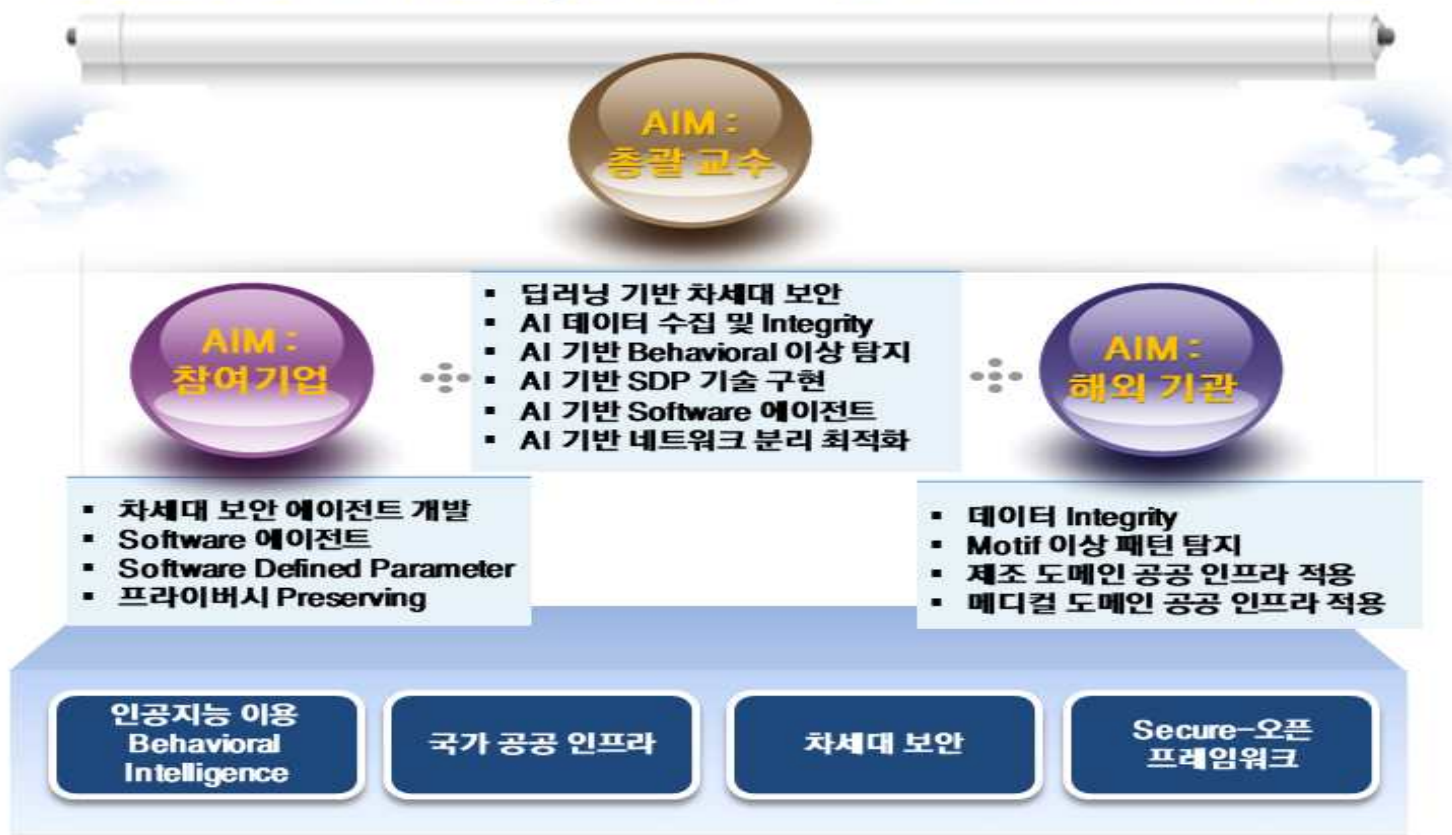 AIM :
총괄 교수
AIM :
참여기업
▪ 딥러닝 기반 차세대 보안
▪ AI 데이터 수집 및 Integrity
▪ AI 기반 Behavioral 이상 탐지
▪ AI 기반 SDP 기술 구현
▪ AI 기반 Software 에이전트
▪ AI 기반 네트워크 분리 최적화
AIM :
해외 기관
▪ 차세대 보안 에이전트 개발
▪ Software 에이전트
▪ Software Defined Parameter
▪ 프라이버시 Preserving
▪ 데이터 Integrity
▪ Motif 이상 패턴 탐지
▪ 제조 도메인 공공 인프라 적용
▪ 메디컬 도메인 공공 인프라 적용
인공지능 이용
Behavioral
Intelligence
국가 공공 인프라
차세대 보안
Secure-오픈
프레임워크